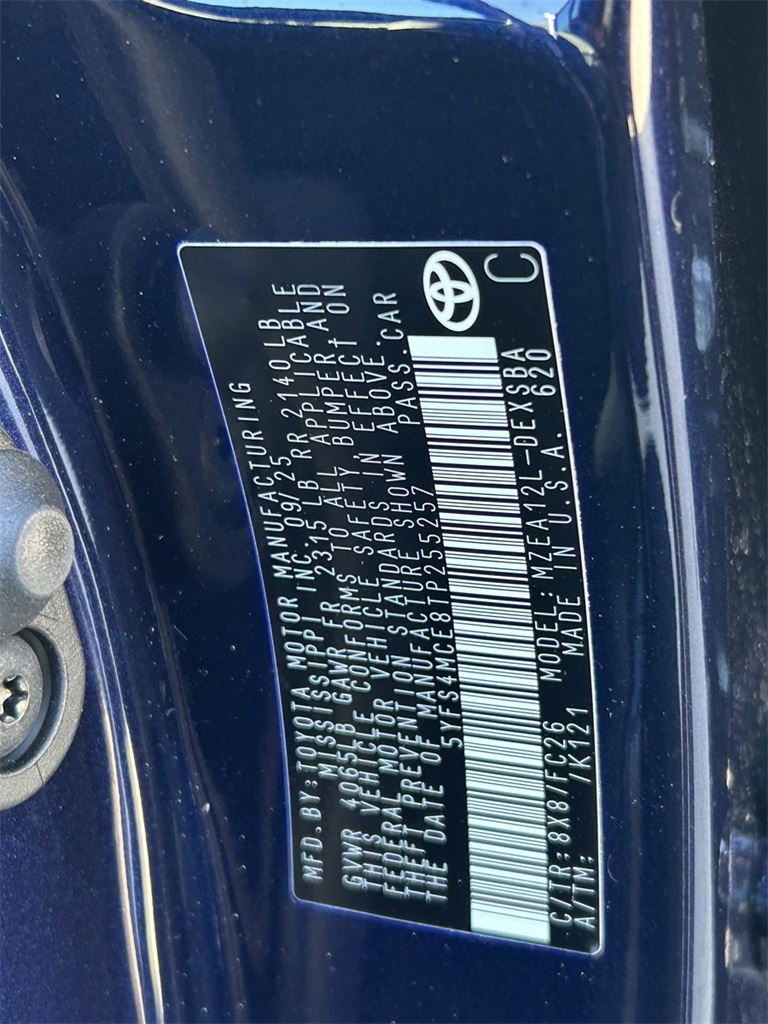 MFD.BY:TOYOTA MOTOR MANUFACTURING
MISSISSIPPI INC. 09/25
GVWR 4065LB GAWR FR 2315 LB RR 2140 LB
THIS VEHICLE CONFORMS TO ALL APPLICABLE
FEDERAL MOTOR VEHICLE SAFETY, BUMPER, AND
THEFT PREVENTION STANDARDS IN EFFECT ON
THE DATE OF MANUFACTURE SHOWN ABOVE.
5YFS4MCE8TP255257 PASS.CAR
C/TR:8X8/FC26 MODEL:MZEA12L-DEXSBA
A/TM: /K121 MADE IN U.S.A. 620
C